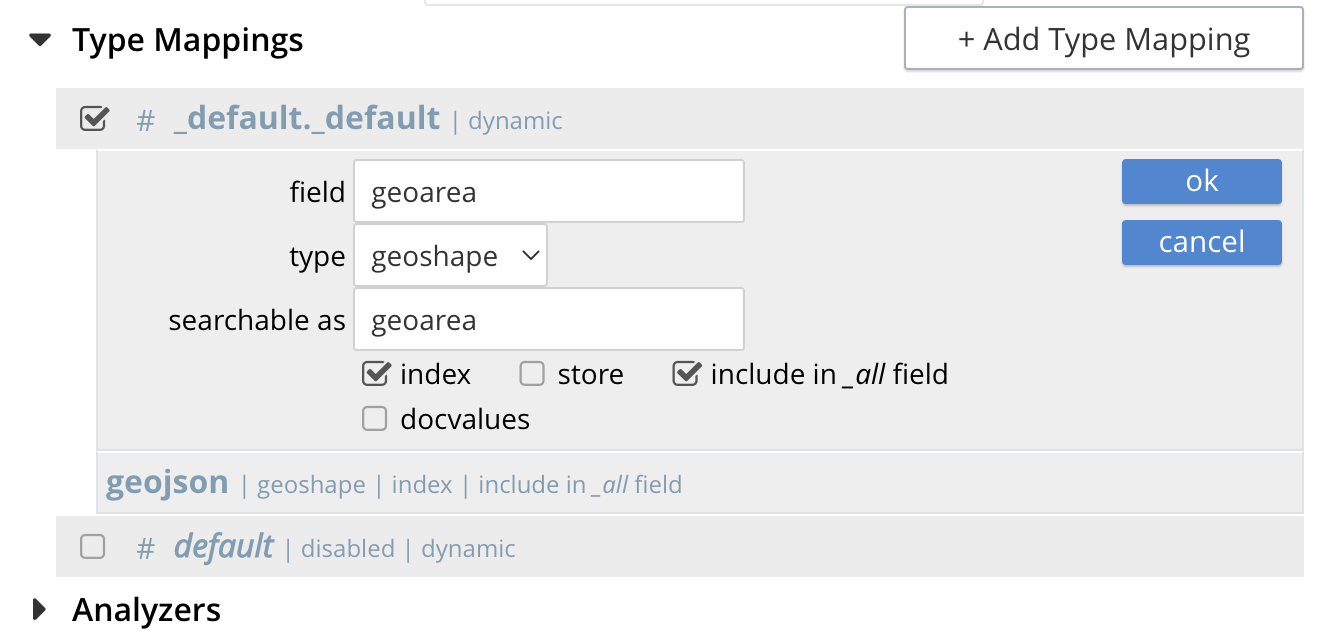 Type Mappings
+ Add Type Mapping
# _default._default | dynamic
field geoarea
ok
type geoshape
cancel
searchable as geoarea
index store include in _all field
docvalues
geojson | geoshape | index | include in _all field
# default | disabled | dynamic
Analyzers